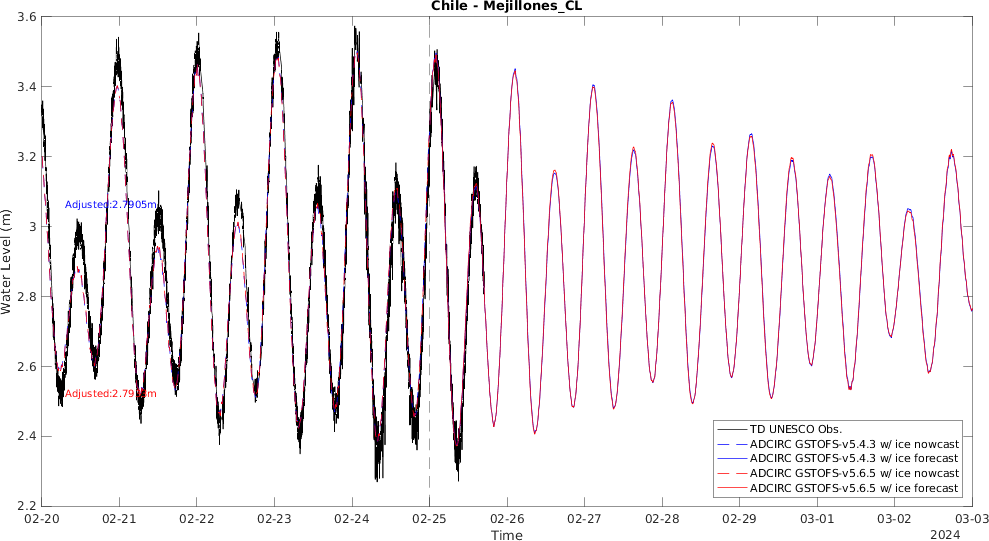 Chile - Mejillones_CL
3.6
3.4
3.2
3
2.8
2.6
2.4
2.2
Water Level (m)
Adjusted:2.7905m
TD UNESCO Obs.
ADCIRC GSTOFS-v5.4.3 w/ ice nowcast
ADCIRC GSTOFS-v5.4.3 w/ ice forecast
ADCIRC GSTOFS-v5.6.5 w/ ice nowcast
ADCIRC GSTOFS-v5.6.5 w/ ice forecast
02-20 02-21 02-22 02-23 02-24 02-25 02-26 02-27 02-28 02-29 03-01 03-02 03-03
Time
2024